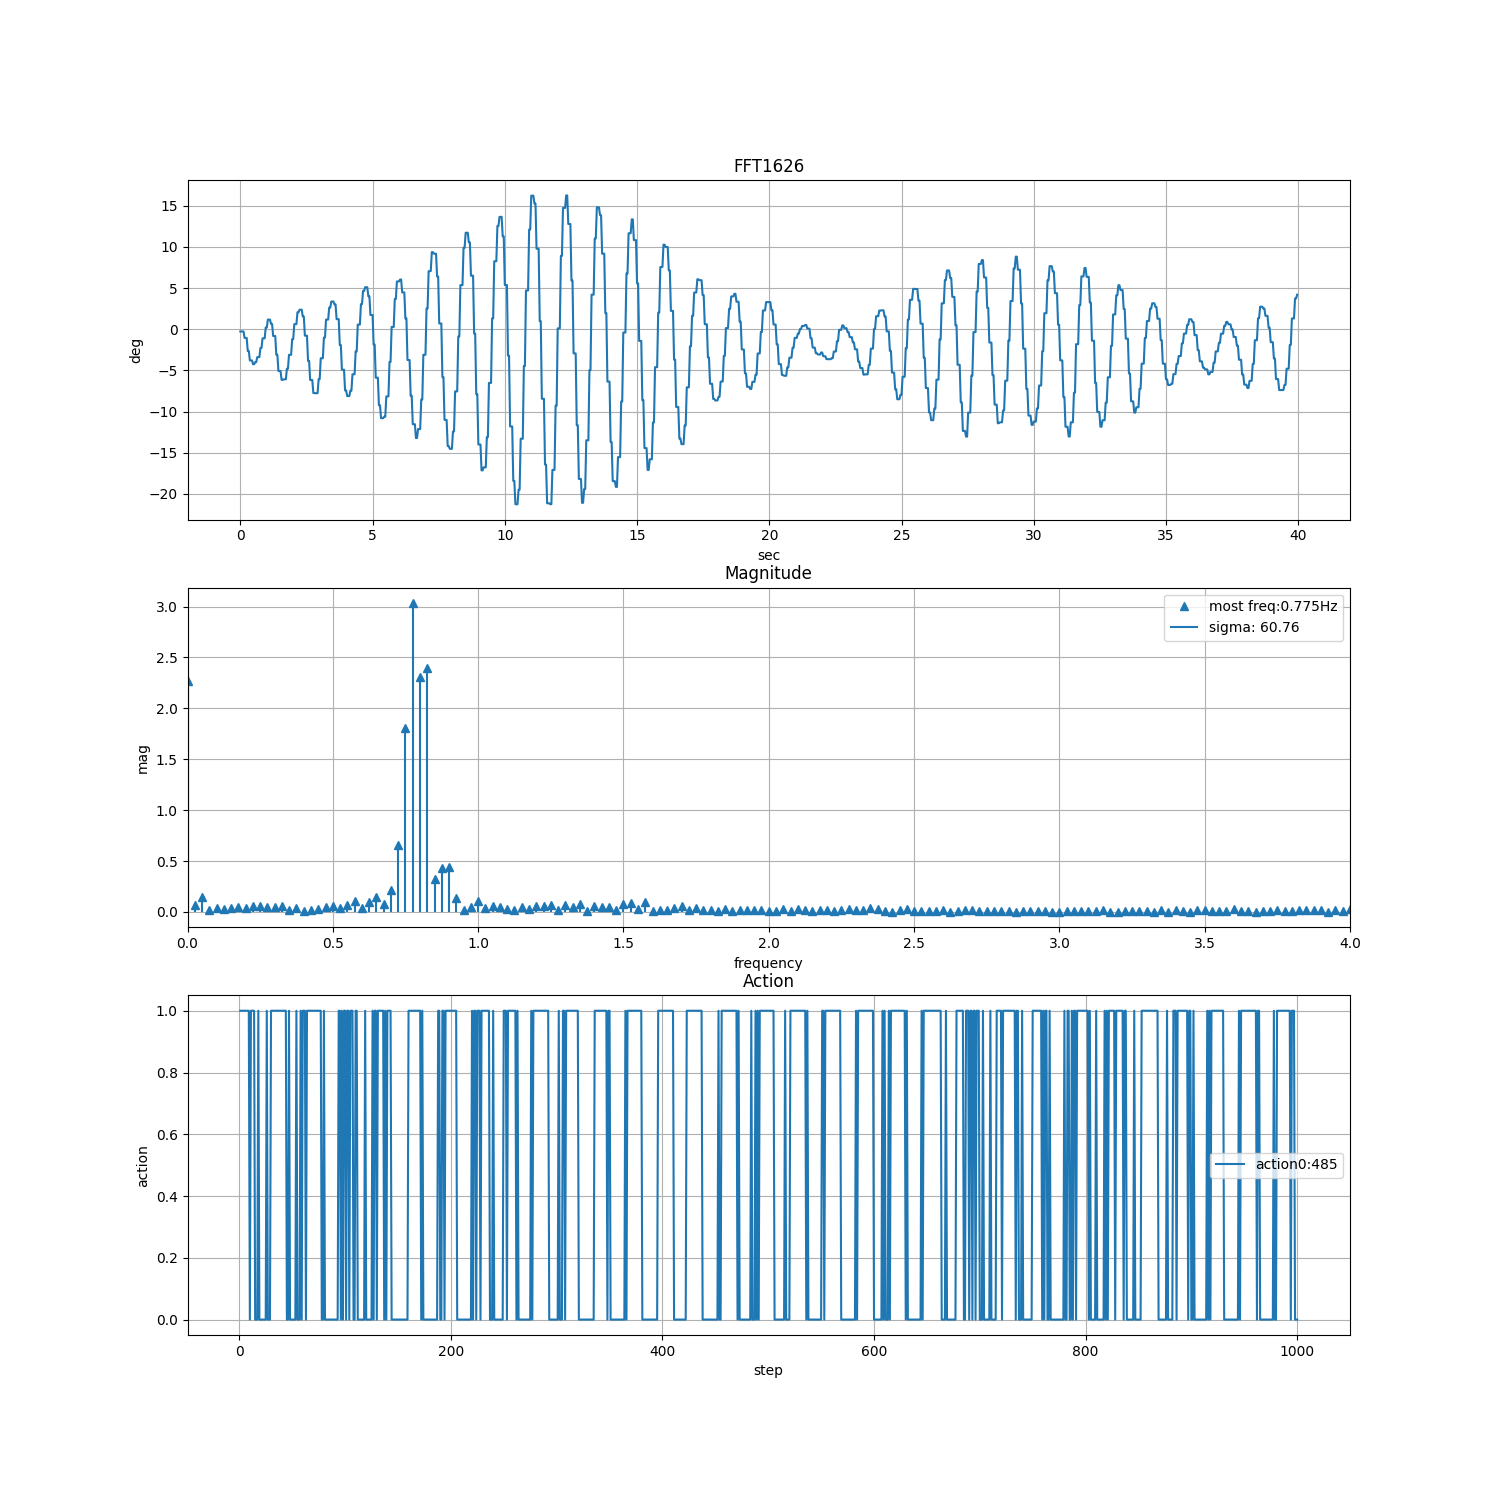 FFT1626
15
10
5
0
−5
−10
−15
−20
deg
0 5 10 15 20 25 30 35 40
sec
Magnitude
3.0
2.5
2.0
1.5
1.0
0.5
0.0
mag
most freq:0.775Hz
sigma: 60.76
0.0 0.5 1.0 1.5 2.0 2.5 3.0 3.5 4.0
frequency
Action
1.0
0.8
0.6
0.4
0.2
0.0
action
action0:485
0 200 400 600 800 1000
step